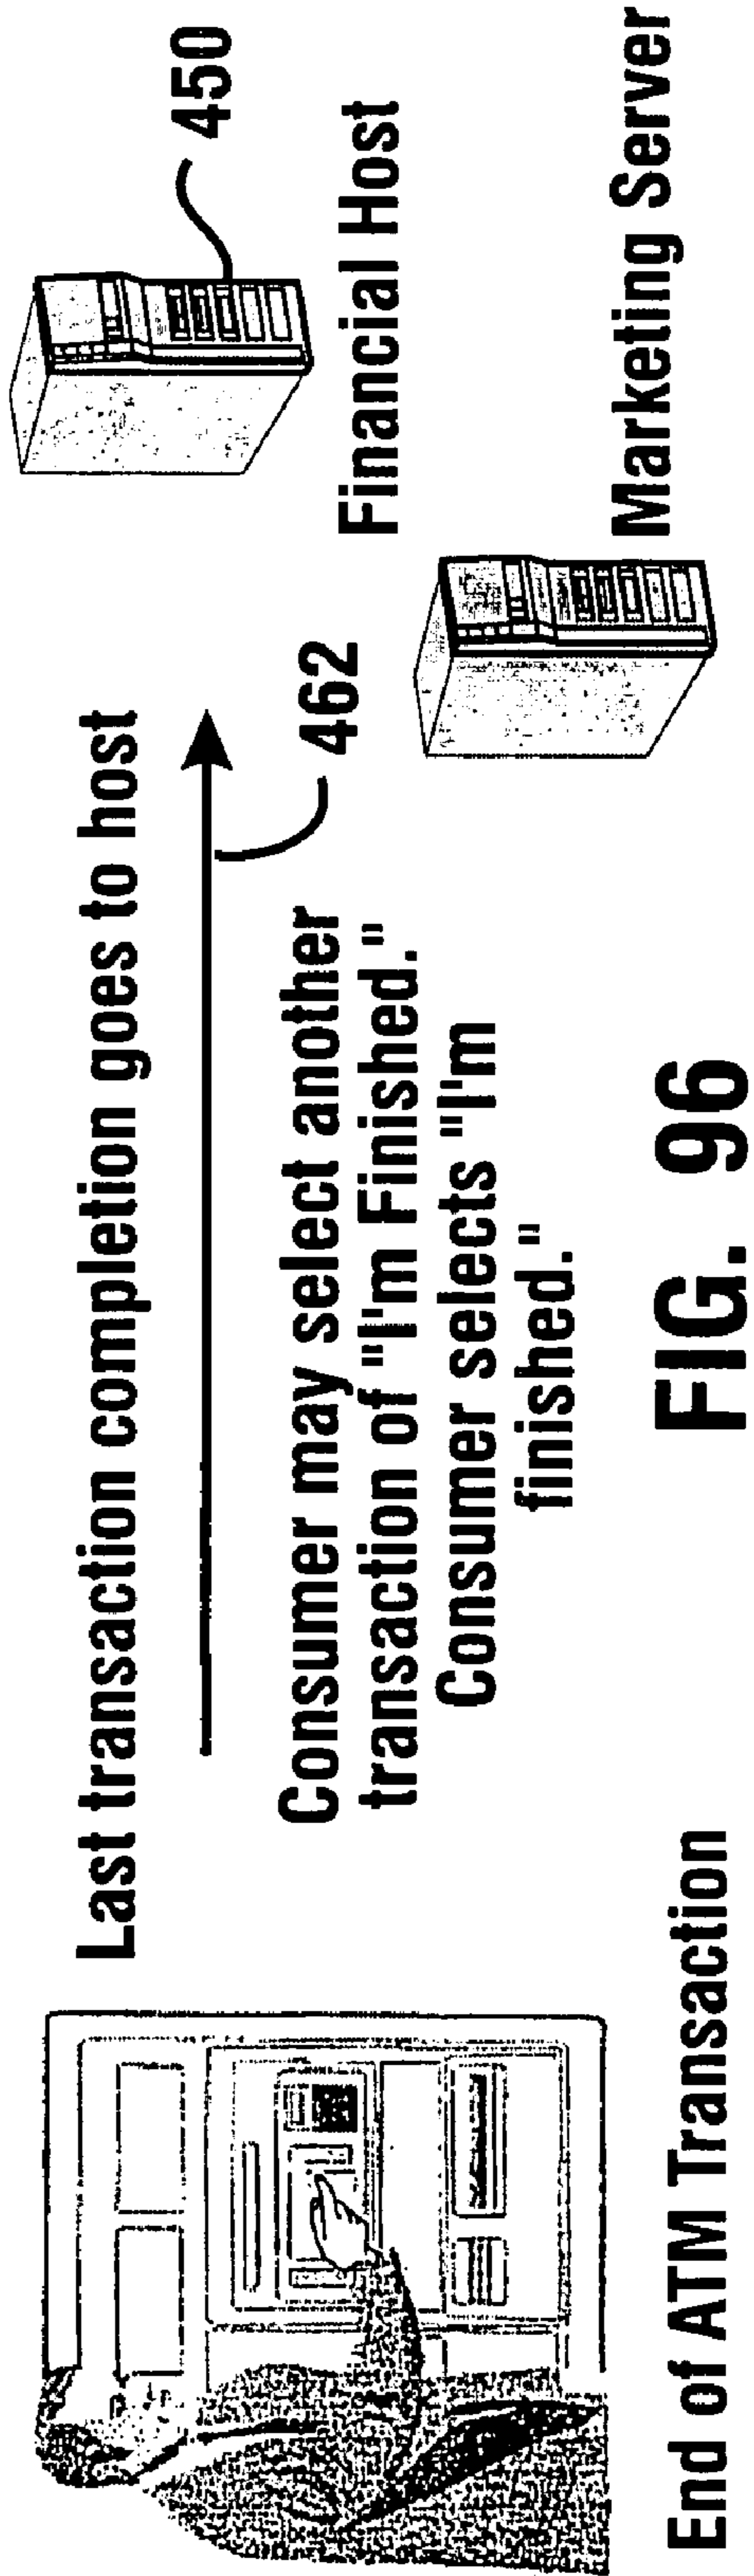 Last transaction completion goes to host
450
462
Financial Host
Consumer may select another
transaction of "I'm Finished."
Consumer selects "I'm
finished."
Marketing Server
End of ATM Transaction
FIG. 96